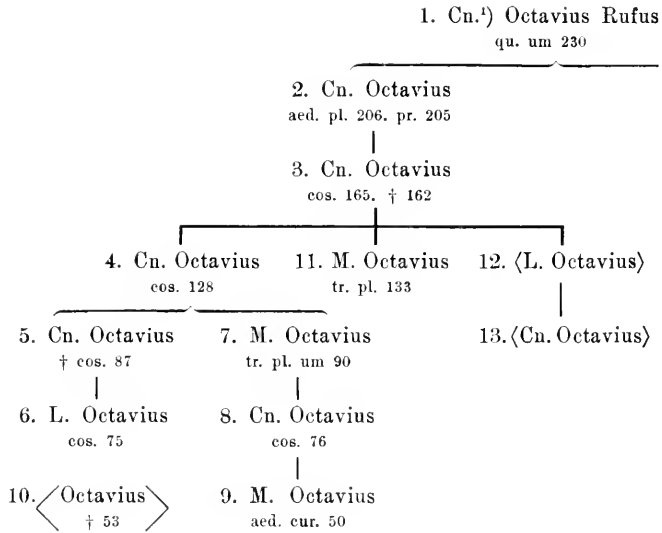 1. Cn.¹) Octavius Rufus
qu. um 230
2. Cn. Octavius
aed. pl. 206. pr. 205
3. Cn. Octavius
cos. 165. † 162
4. Cn. Octavius 11. M. Octavius 12. ⟨L. Octavius⟩
cos. 128 tr. pl. 133
5. Cn. Octavius 7. M. Octavius 13. ⟨Cn. Octavius⟩
† cos. 87 tr. pl. um 90
6. L. Octavius 8. Cn. Octavius
cos. 75 cos. 76
10. ⟨Octavius⟩ 9. M. Octavius
† 53 aed. cur. 50